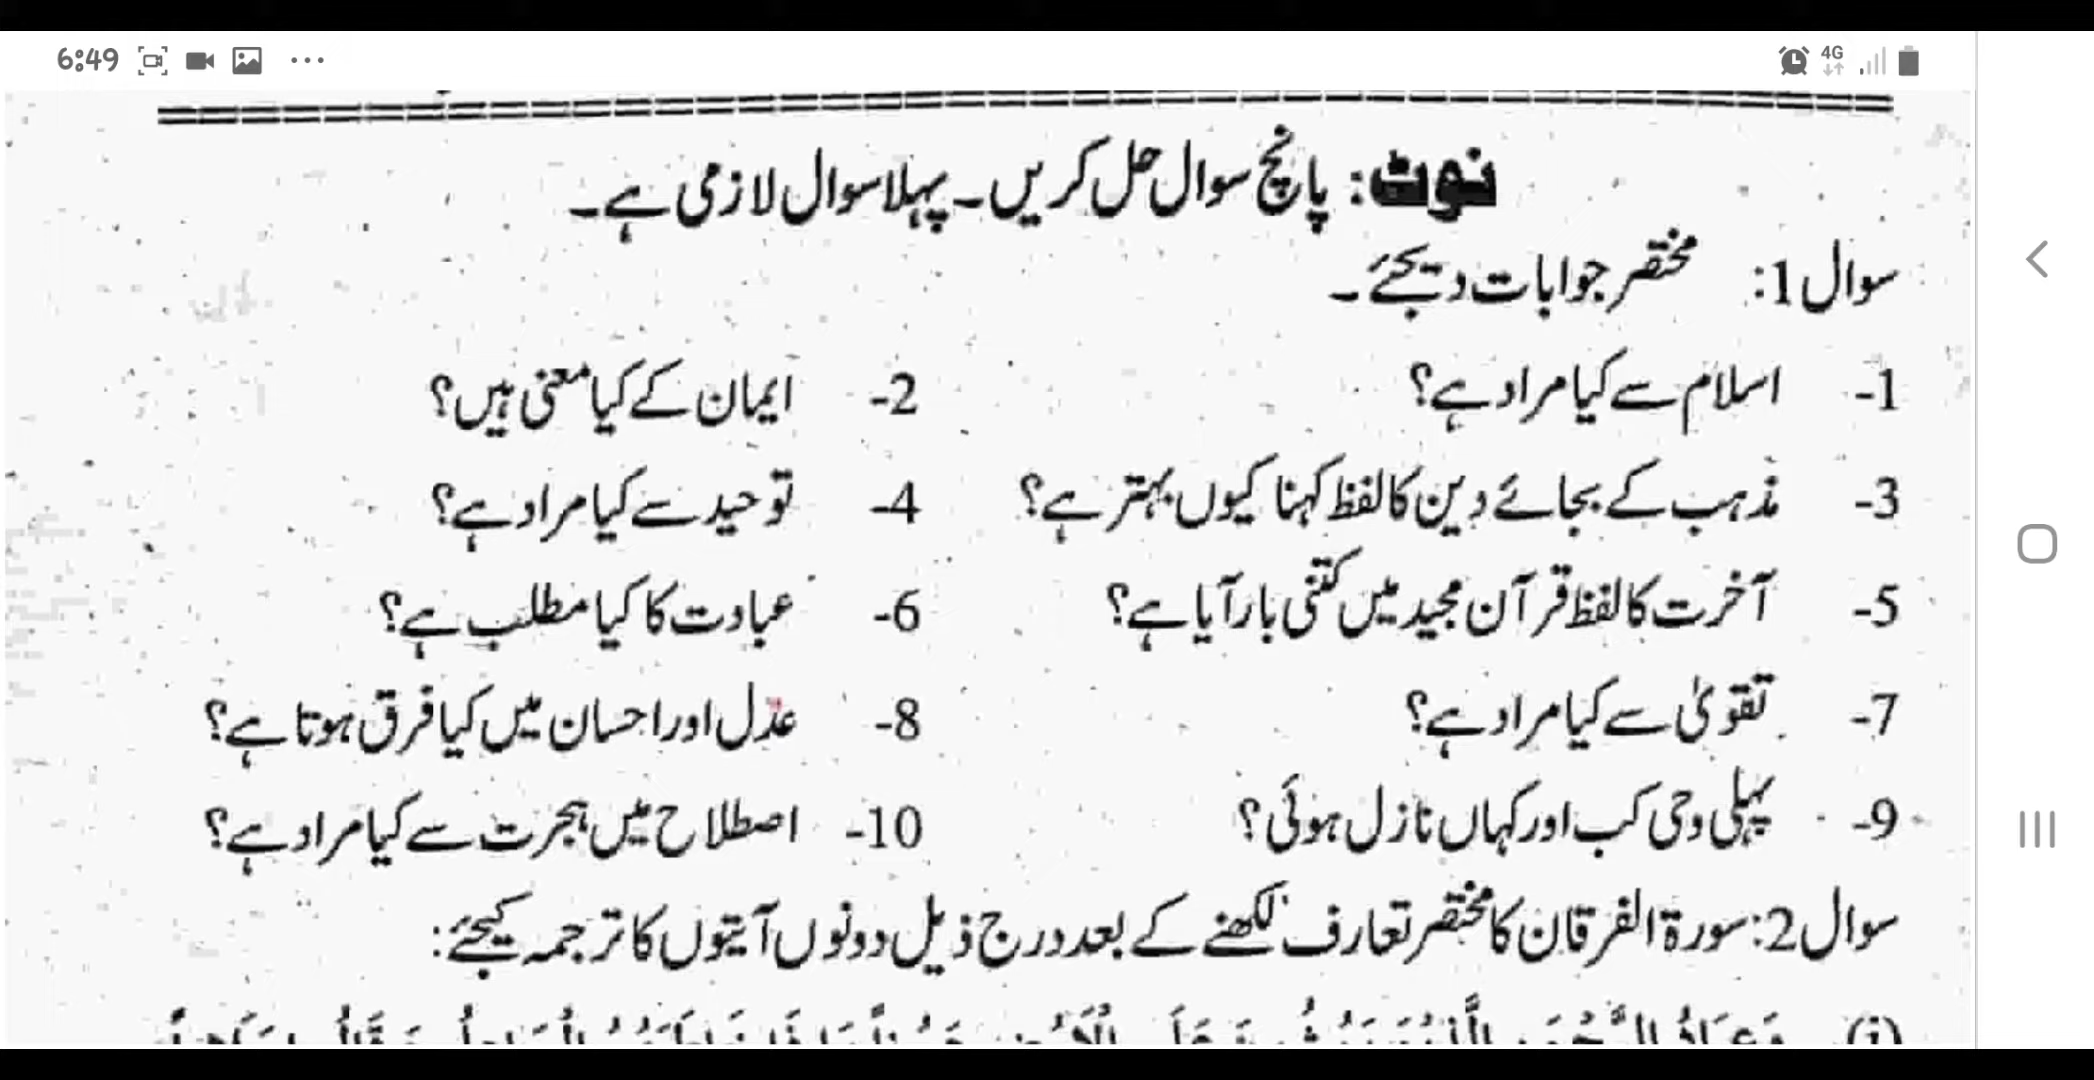 6:49 4G
نوٹ: پانچ سوال حل کریں۔ پہلا سوال لازمی ہے۔
سوال 1: مختصر جوابات دیجئے۔
1- اسلام سے کیا مراد ہے؟ 2- ایمان کے کیا معنی ہیں؟
3- مذہب کے بجائے دین کا لفظ کہنا کیوں بہتر ہے؟ 4- توحید سے کیا مراد ہے؟
5- آخرت کا لفظ قرآن مجید میں کتنی بار آیا ہے؟ 6- عبادت کا کیا مطلب ہے؟
7- تقویٰ سے کیا مراد ہے؟ 8- عدل اور احسان میں کیا فرق ہوتا ہے؟
9- پہلی وحی کب اور کہاں نازل ہوئی؟ 10- اصطلاح میں ہجرت سے کیا مراد ہے؟
سوال 2: سورۃ الفرقان کا مختصر تعارف لکھنے کے بعد درج ذیل دونوں آیتوں کا ترجمہ کیجئے:
(i)